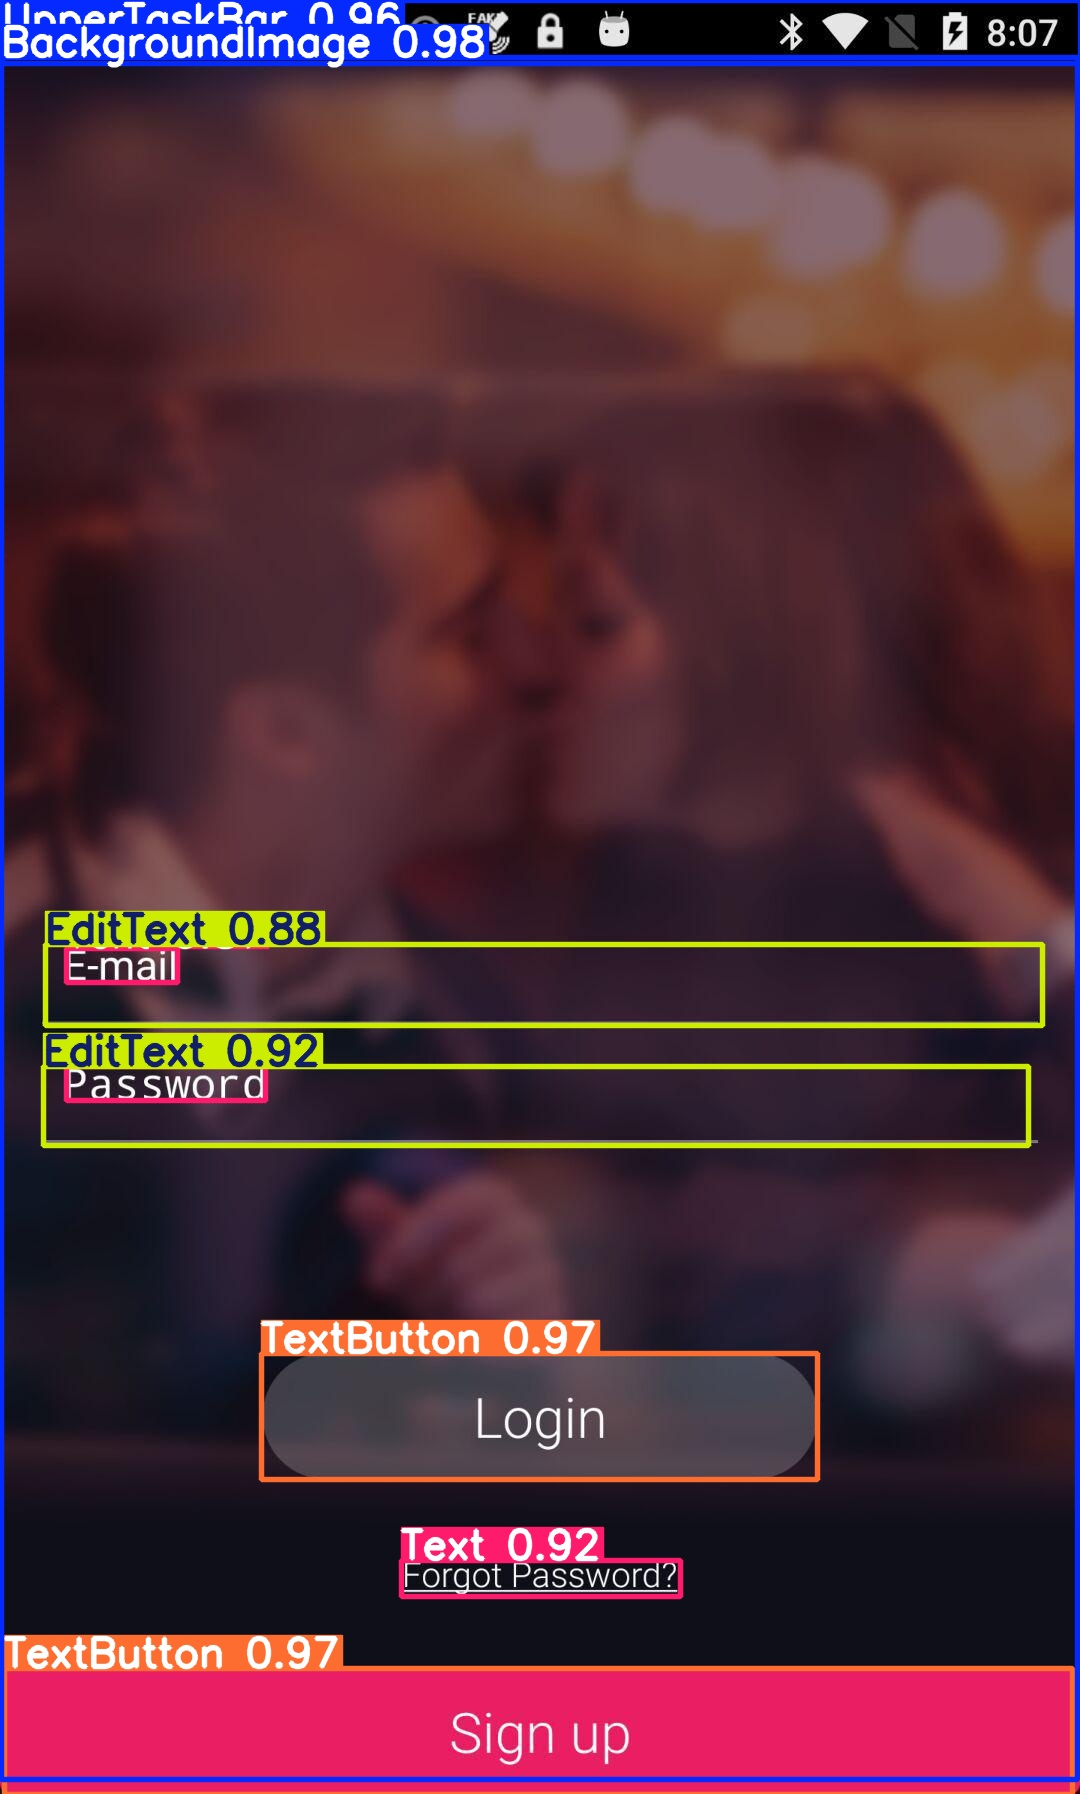 UpperTaskBar 0.96
BackgroundImage 0.98
FAKE
8:07
EditText 0.88
E-mail
EditText 0.92
Password
TextButton 0.97
Login
Text 0.92
Forgot Password?
TextButton 0.97
Sign up